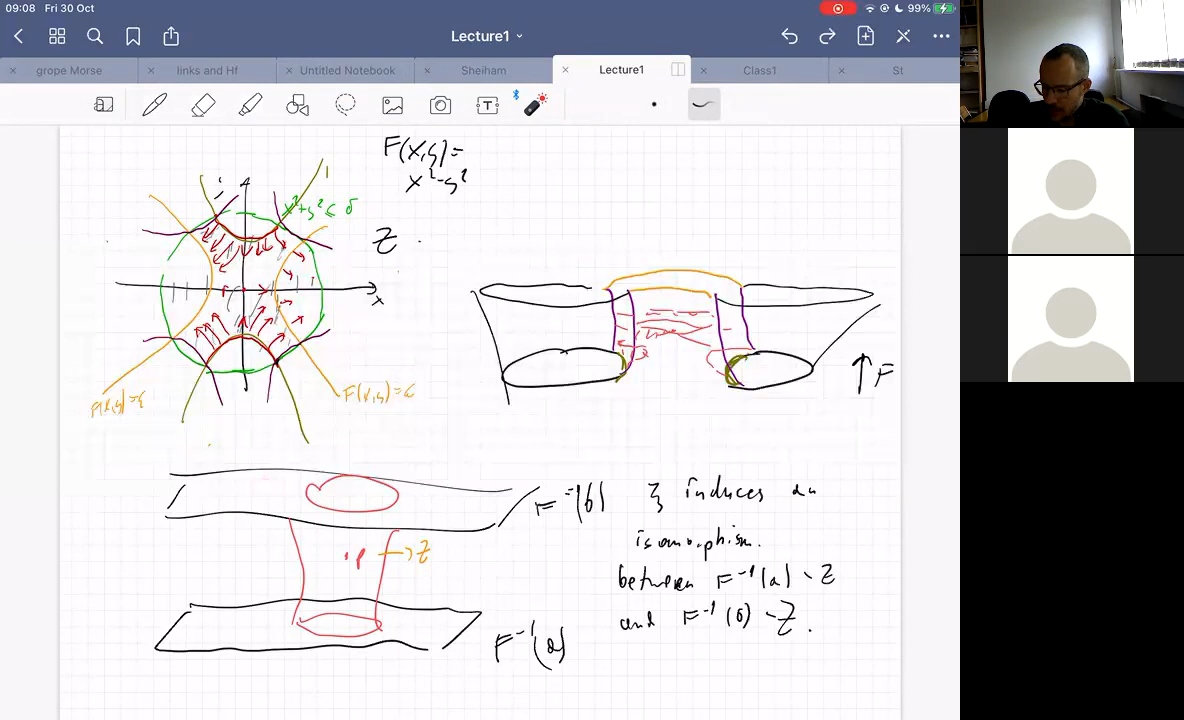 09:08 Fri 30 Oct
99%
Lecture1
grope Morse
links and Hf
Untitled Notebook
Sheiham
Lecture1
Class1
St
F(x,y)=
x²-y²
x²+y²≤δ
Z
x
F(x,y)=ε
F(x,y)=ε
↑F
F⁻¹(b)
ξ induces an
isomorphism
between F⁻¹(a) \ Z
and F⁻¹(b) \ Z.
p → Z
F⁻¹(a)